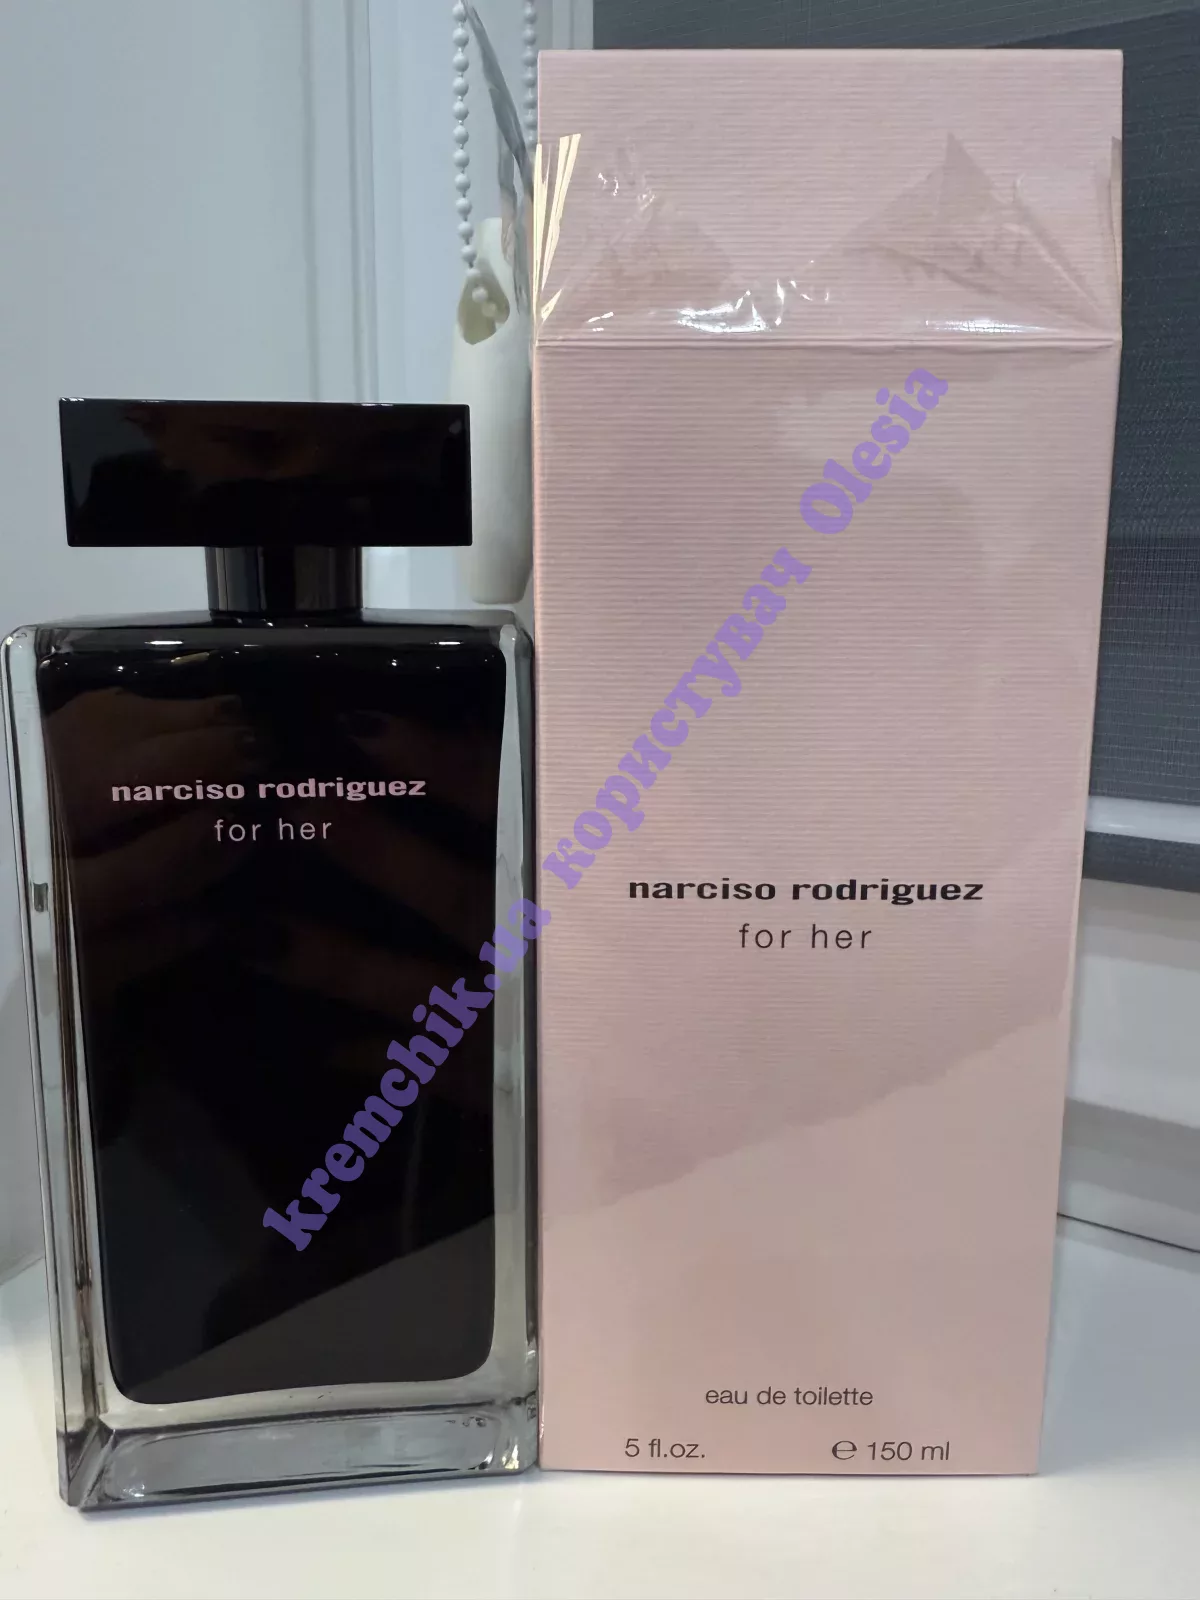 narciso rodriguez
for her
narciso rodriguez
for her
eau de toilette
5 fl.oz. ℮ 150 ml
kremchik.ua користувач Olesia